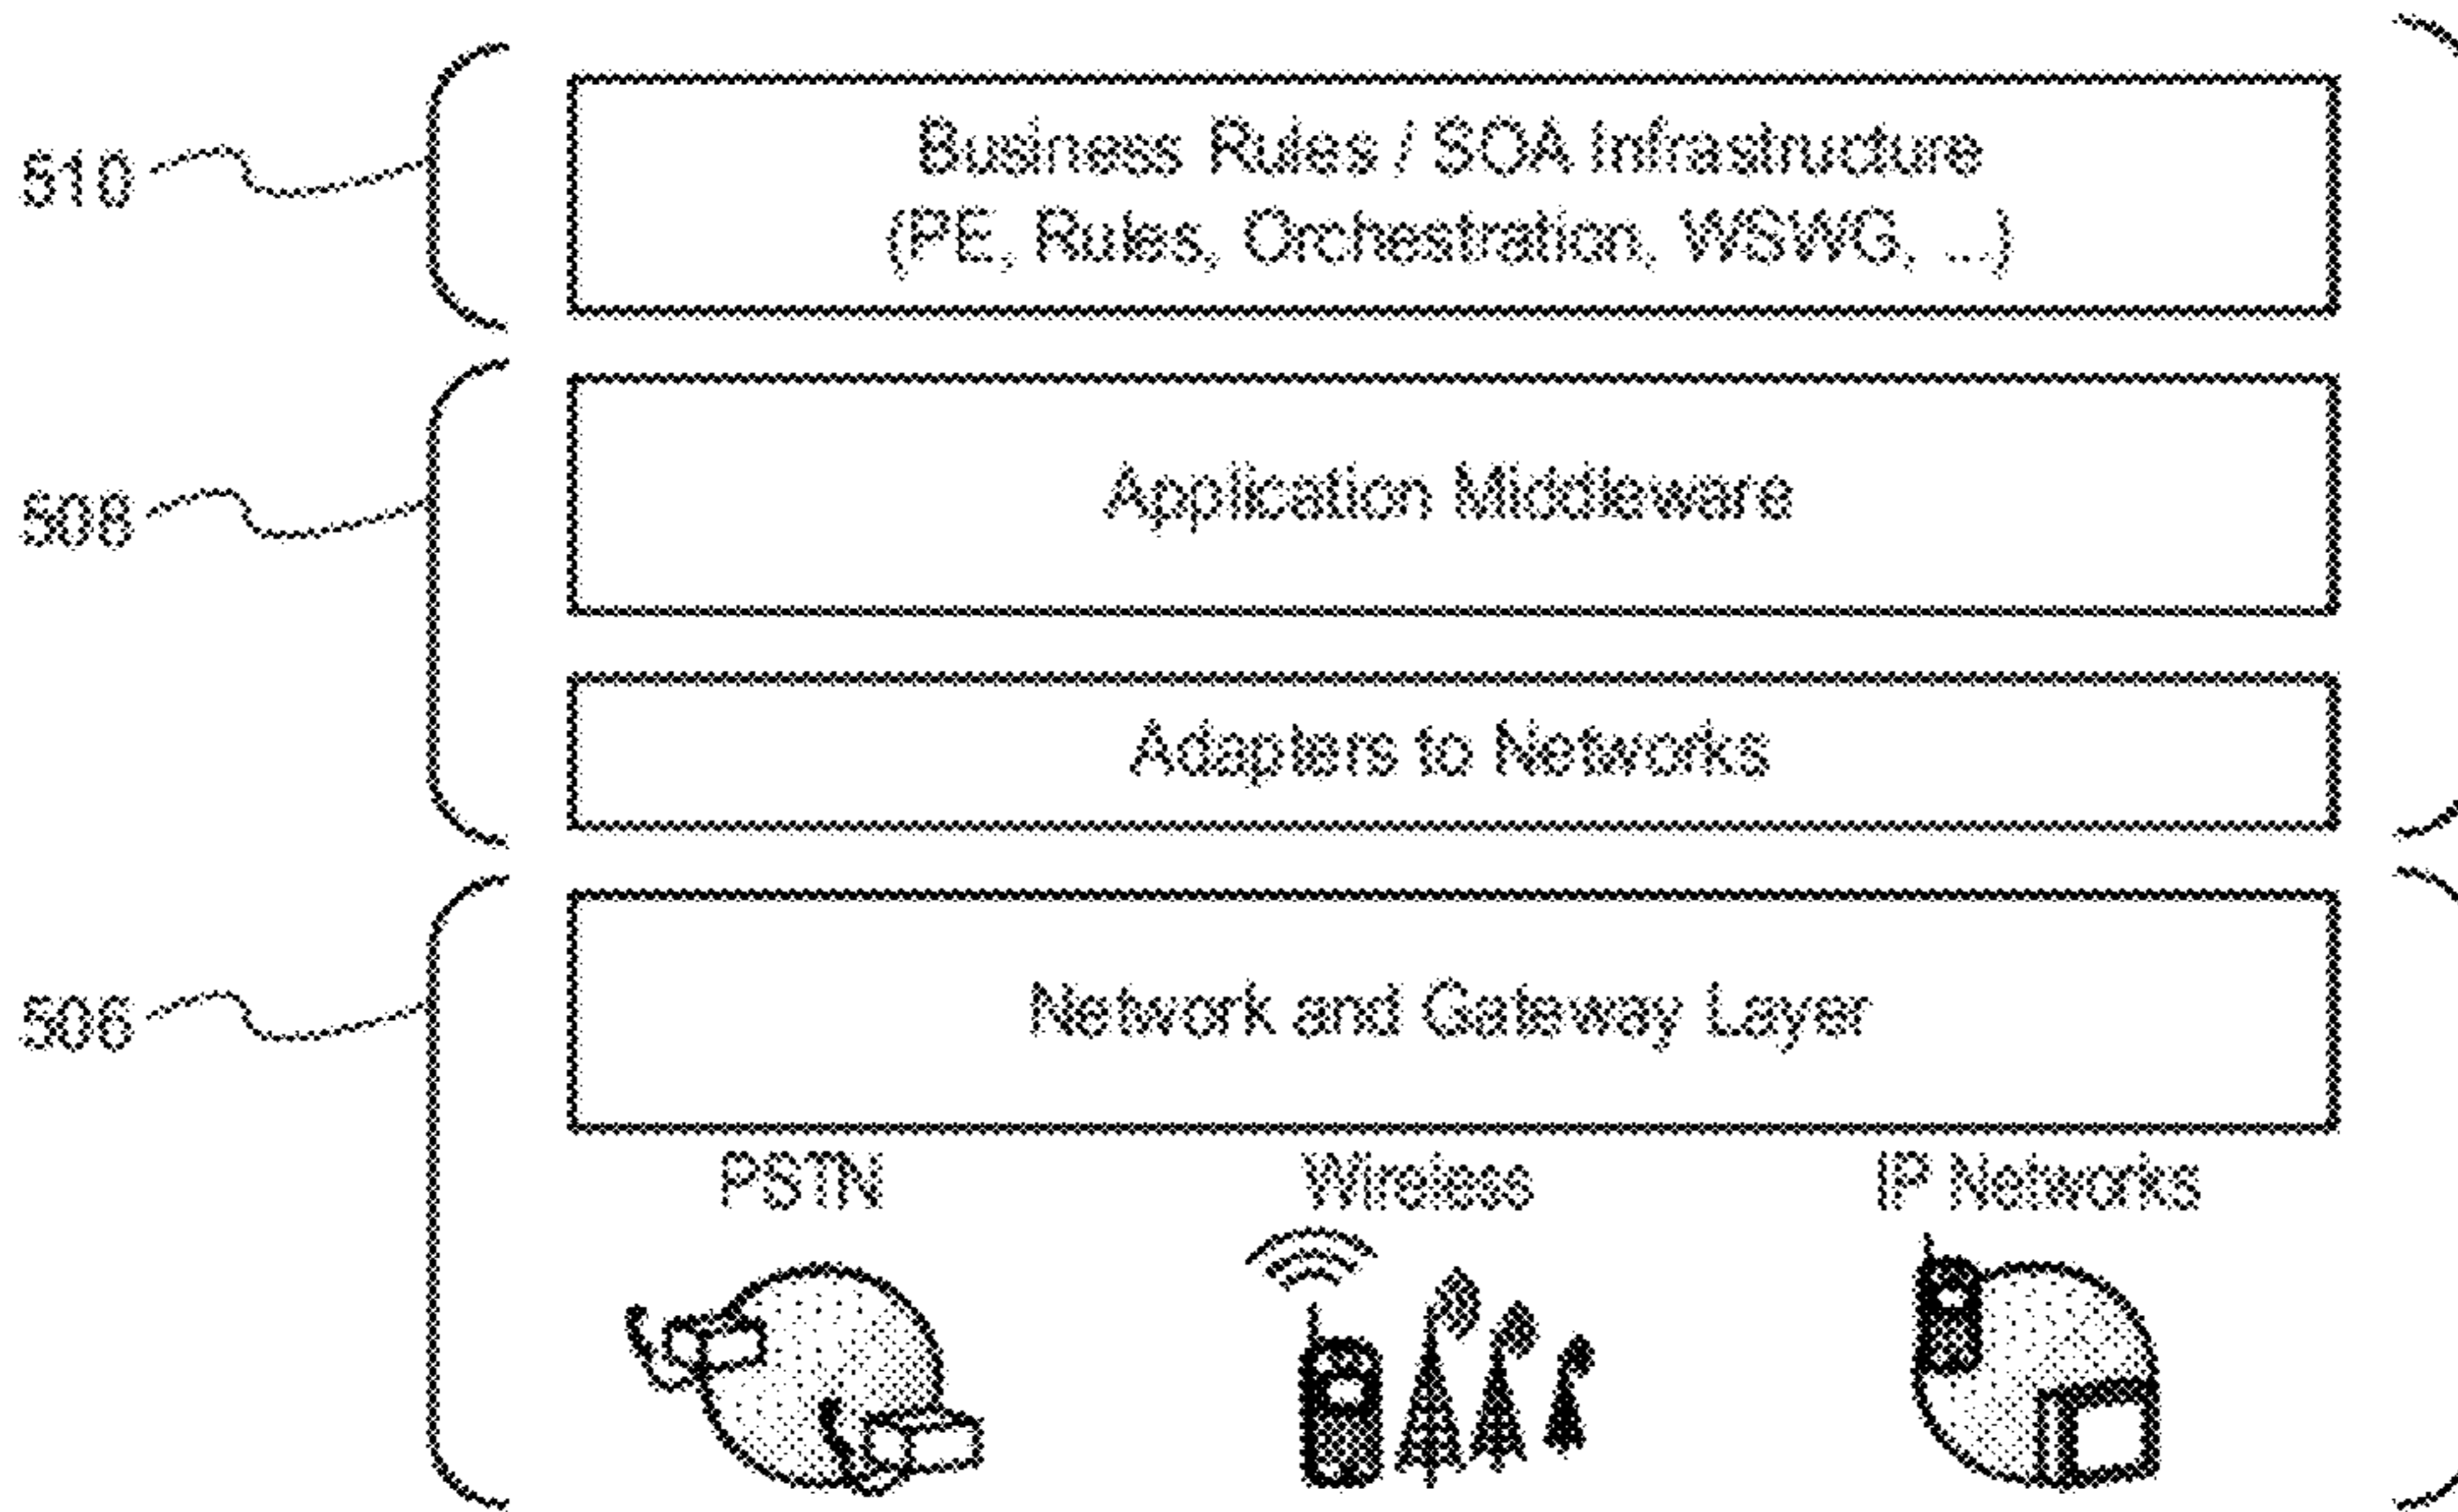 510
Business Rules / SOA Infrastructure
(PE, Rules, Orchestration, WSWG, ...)
508
Application Middleware
Adapters to Networks
506
Network and Gateway Layer
PSTN
Wireless
IP Networks